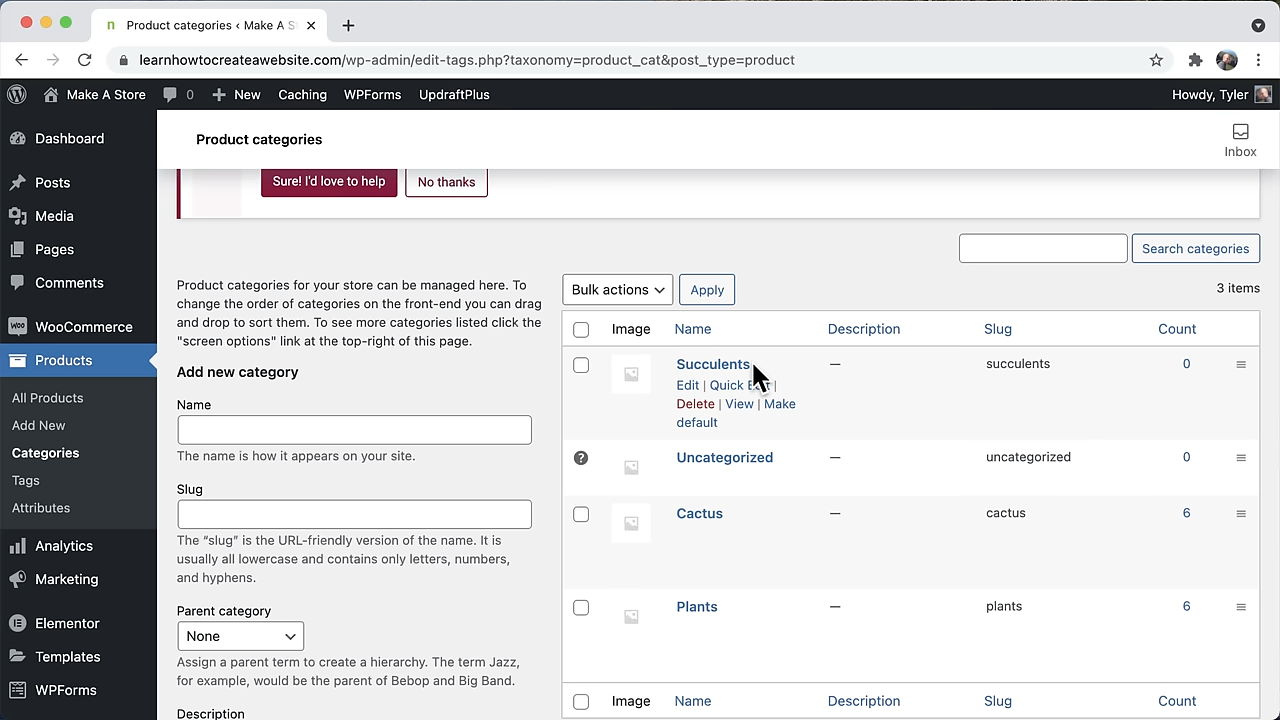 n Product categories ‹ Make A S
learnhowtocreateawebsite.com/wp-admin/edit-tags.php?taxonomy=product_cat&post_type=product
Make A Store 0 New Caching WPForms UpdraftPlus Howdy, Tyler
Dashboard
Posts
Media
Pages
Comments
WooCommerce
Products
All Products
Add New
Categories
Tags
Attributes
Analytics
Marketing
Elementor
Templates
WPForms
Product categories
Inbox
Sure! I'd love to help No thanks
Search categories
Product categories for your store can be managed here. To
change the order of categories on the front-end you can drag
and drop to sort them. To see more categories listed click the
"screen options" link at the top-right of this page.
Add new category
Name
The name is how it appears on your site.
Slug
The “slug” is the URL-friendly version of the name. It is
usually all lowercase and contains only letters, numbers,
and hyphens.
Parent category
None
Assign a parent term to create a hierarchy. The term Jazz,
for example, would be the parent of Bebop and Big Band.
Description
Bulk actions Apply 3 items
Image Name Description Slug Count
Succulents — succulents 0
Edit | Quick |
Delete | View | Make
default
Uncategorized — uncategorized 0
Cactus — cactus 6
Plants — plants 6
Image Name Description Slug Count